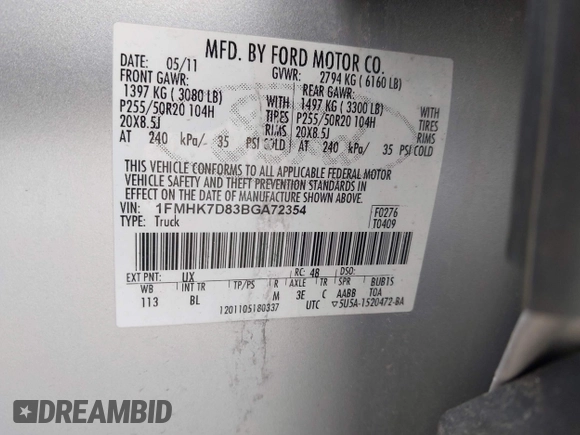 MFD. BY FORD MOTOR CO.
DATE: 05/11 GVWR: 2794 KG ( 6160 LB)
FRONT GAWR: REAR GAWR:
1397 KG ( 3080 LB) WITH 1497 KG ( 3300 LB) WITH
P255/50R20 104H TIRES P255/50R20 104H TIRES
20X8.5J RIMS 20X8.5J RIMS
AT 240 kPa/ 35 PSI COLD AT 240 kPa/ 35 PSI COLD
THIS VEHICLE CONFORMS TO ALL APPLICABLE FEDERAL MOTOR
VEHICLE SAFETY AND THEFT PREVENTION STANDARDS IN
EFFECT ON THE DATE OF MANUFACTURE SHOWN ABOVE.
VIN: 1FMHK7D83BGA72354 F0276
TYPE: Truck T0409
EXT PNT: UX RC: 48 DSO:
WB INT TR TP/PS R AXLE TR SPR BUB1S
113 BL M 3E C AABB TOA
1201105180337 UTC ▽5U5A-1520472-BA
DREAMBID